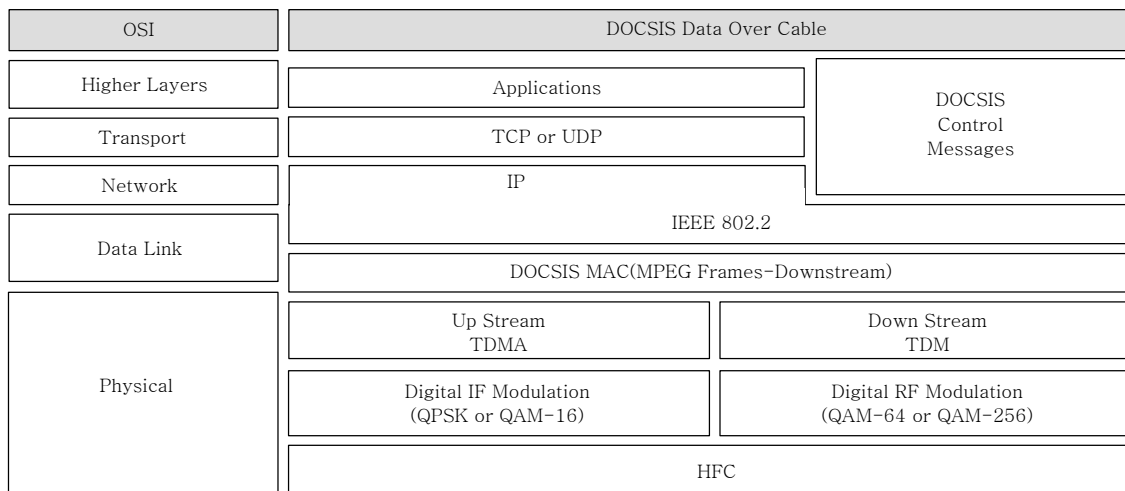 OSI
DOCSIS Data Over Cable
Higher Layers
Applications
DOCSIS
Control
Messages
Transport
TCP or UDP
Network
IP
Data Link
IEEE 802.2
DOCSIS MAC(MPEG Frames-Downstream)
Physical
Up Stream
TDMA
Down Stream
TDM
Digital IF Modulation
(QPSK or QAM-16)
Digital RF Modulation
(QAM-64 or QAM-256)
HFC